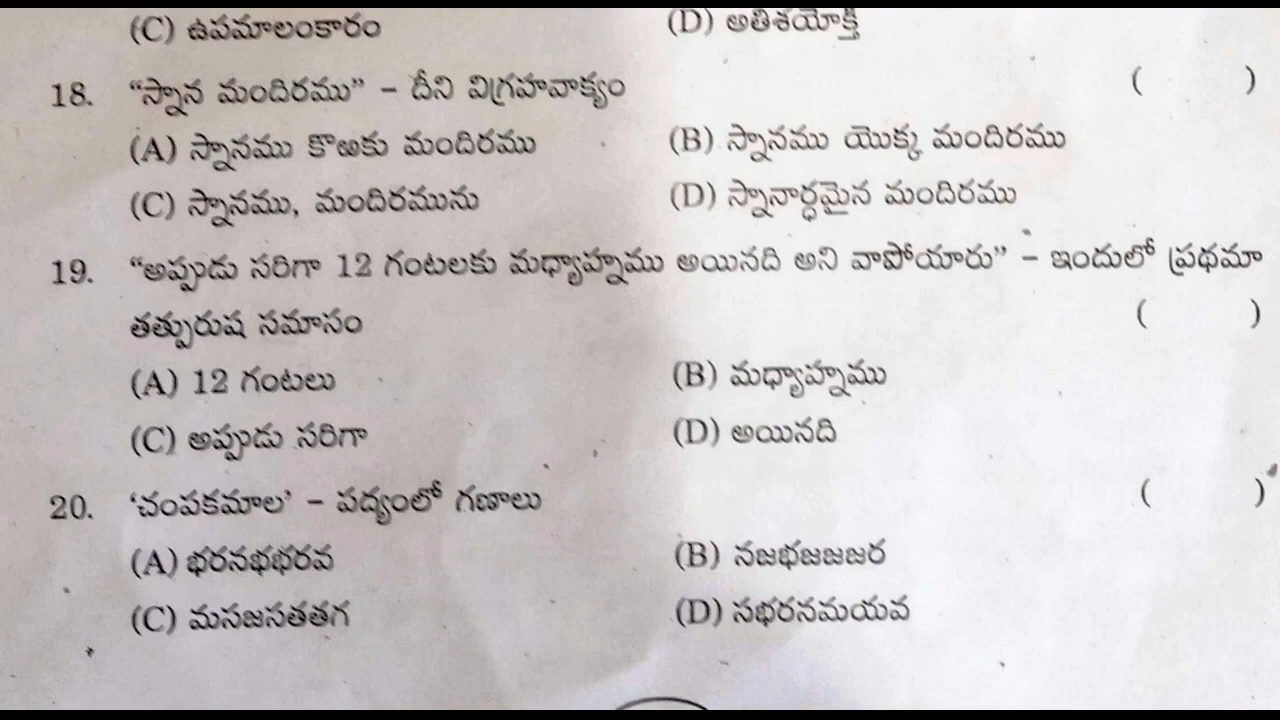 (C) ఉపమాలంకారం (D) అతిశయోక్తి
18. “స్నాన మందిరము” – దీని విగ్రహవాక్యం ( )
(A) స్నానము కొఱకు మందిరము (B) స్నానము యొక్క మందిరము
(C) స్నానము, మందిరమును (D) స్నానార్ధమైన మందిరము
19. “అప్పుడు సరిగా 12 గంటలకు మధ్యాహ్నము అయినది అని వాపోయారు” – ఇందులో ప్రథమా
తత్పురుష సమాసం ( )
(A) 12 గంటలు (B) మధ్యాహ్నము
(C) అప్పుడు సరిగా (D) అయినది
20. ‘చంపకమాల’ – పద్యంలో గణాలు ( )
(A) భరనభభరవ (B) నజభజజజర
(C) మసజసతతగ (D) సభరనమయవ